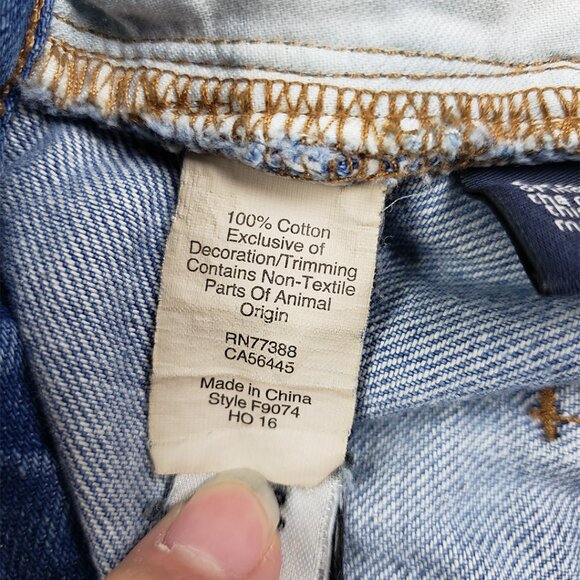 100% Cotton
Exclusive of
Decoration/Trimming
Contains Non-Textile
Parts Of Animal
Origin
RN77388
CA56445
Made in China
Style F9074
HO 16